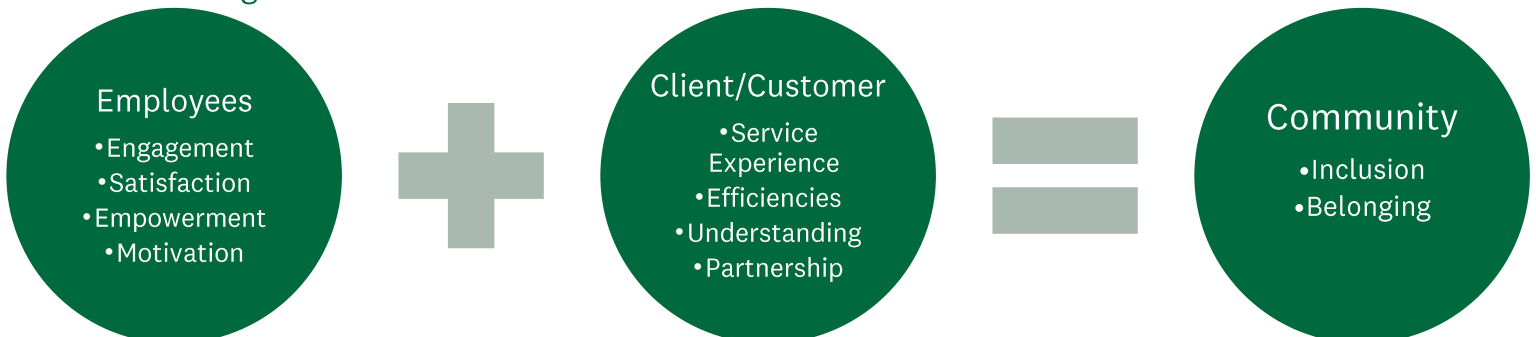 Employees
•Engagement
•Satisfaction
•Empowerment
•Motivation
Client/Customer
•Service
Experience
•Efficiencies
•Understanding
•Partnership
Community
•Inclusion
•Belonging